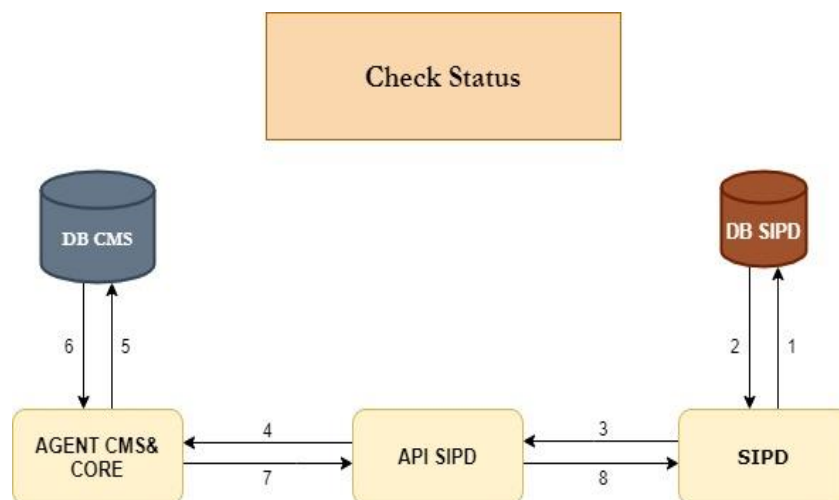 Check Status
DB CMS
DB SIPD
6
5
2
1
AGENT CMS&
CORE
4
7
API SIPD
3
8
SIPD